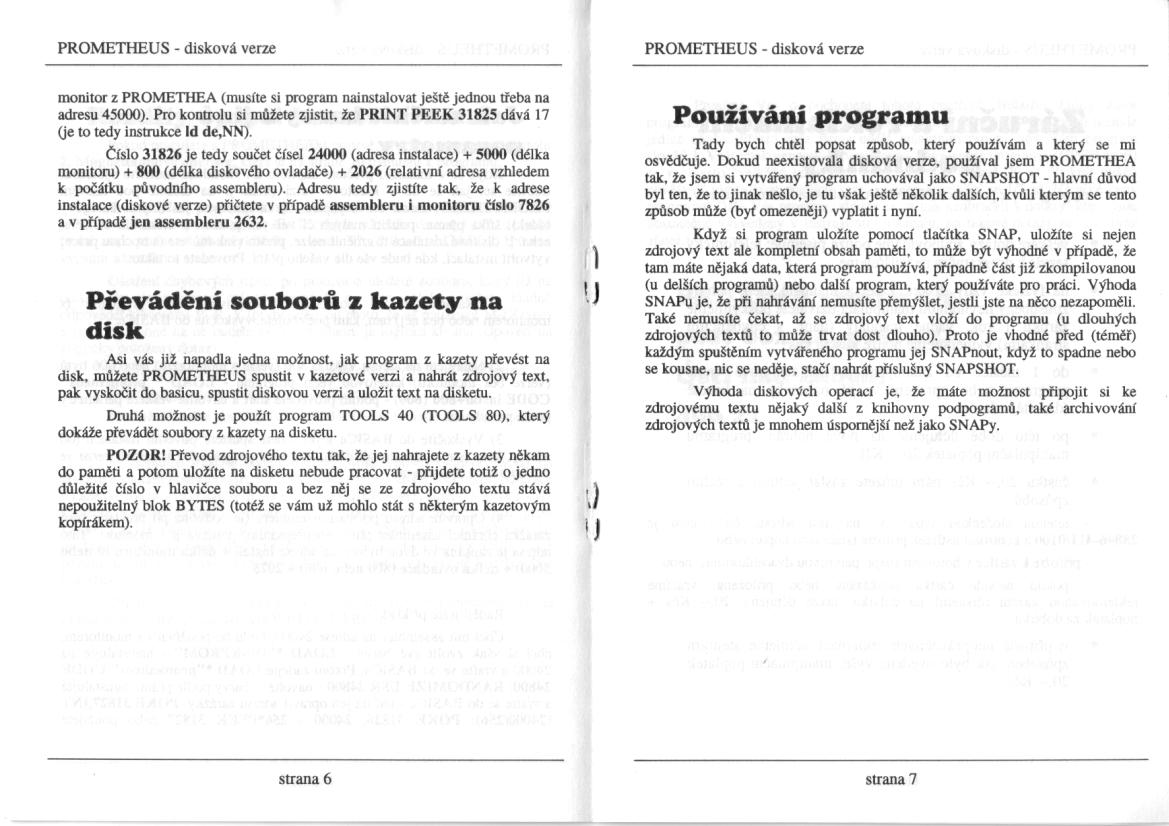 PROMETHEUS - disková verze
monitor z PROMETHEA (musíte si program nainstalovat ještě jednou třeba na
adresu 45000). Pro kontrolu si můžete zjistit, že PRINT PEEK 31825 dává 17
(je to tedy instrukce ld de,NN).
Číslo 31826 je tedy součet čísel 24000 (adresa instalace) + 5000 (délka
monitoru) + 800 (délka diskového ovladače) + 2026 (relativní adresa vzhledem
k počátku původního assembleru). Adresu tedy zjistíte tak, že k adrese
instalace (diskové verze) přičtete v případě assembleru i monitoru číslo 7826
a v případě jen assembleru 2632.
Převádění souborů z kazety na
disk
Asi vás již napadla jedna možnost, jak program z kazety převést na
disk, můžete PROMETHEUS spustit v kazetové verzi a nahrát zdrojový text,
pak vyskočit do basicu, spustit diskovou verzi a uložit text na disketu.
Druhá možnost je použít program TOOLS 40 (TOOLS 80), který
dokáže převádět soubory z kazety na disketu.
POZOR! Převod zdrojového textu tak, že jej nahrajete z kazety někam
do paměti a potom uložíte na disketu nebude pracovat - přijdete totiž o jedno
důležité číslo v hlavičce souboru a bez něj se ze zdrojového textu stává
nepoužitelný blok BYTES (totéž se vám už mohlo stát s některým kazetovým
kopírákem).
strana 6
PROMETHEUS - disková verze
Používání programu
Tady bych chtěl popsat způsob, který používám a který se mi
osvědčuje. Dokud neexistovala disková verze, používal jsem PROMETHEA
tak, že jsem si vytvářený program uchovával jako SNAPSHOT - hlavní důvod
byl ten, že to jinak nešlo, je tu však ještě několik dalších, kvůli kterým se tento
způsob může (byť omezeněji) vyplatit i nyní.
Když si program uložíte pomocí tlačítka SNAP, uložíte si nejen
zdrojový text ale kompletní obsah paměti, to může být výhodné v případě, že
tam máte nějaká data, která program používá, případně část již zkompilovanou
(u delších programů) nebo další program, který používáte pro práci. Výhoda
SNAPu je, že při nahrávání nemusíte přemýšlet, jestli jste na něco nezapoměli.
Také nemusíte čekat, až se zdrojový text vloží do programu (u dlouhých
zdrojových textů to může trvat dost dlouho). Proto je vhodné před (téměř)
každým spuštěním vytvářeného programu jej SNAPnout, když to spadne nebo
se kousne, nic se neděje, stačí nahrát příslušný SNAPSHOT.
Výhoda diskových operací je, že máte možnost připojit si ke
zdrojovému textu nějaký další z knihovny podpogramů, také archivování
zdrojových textů je mnohem úspornější než jako SNAPy.
strana 7